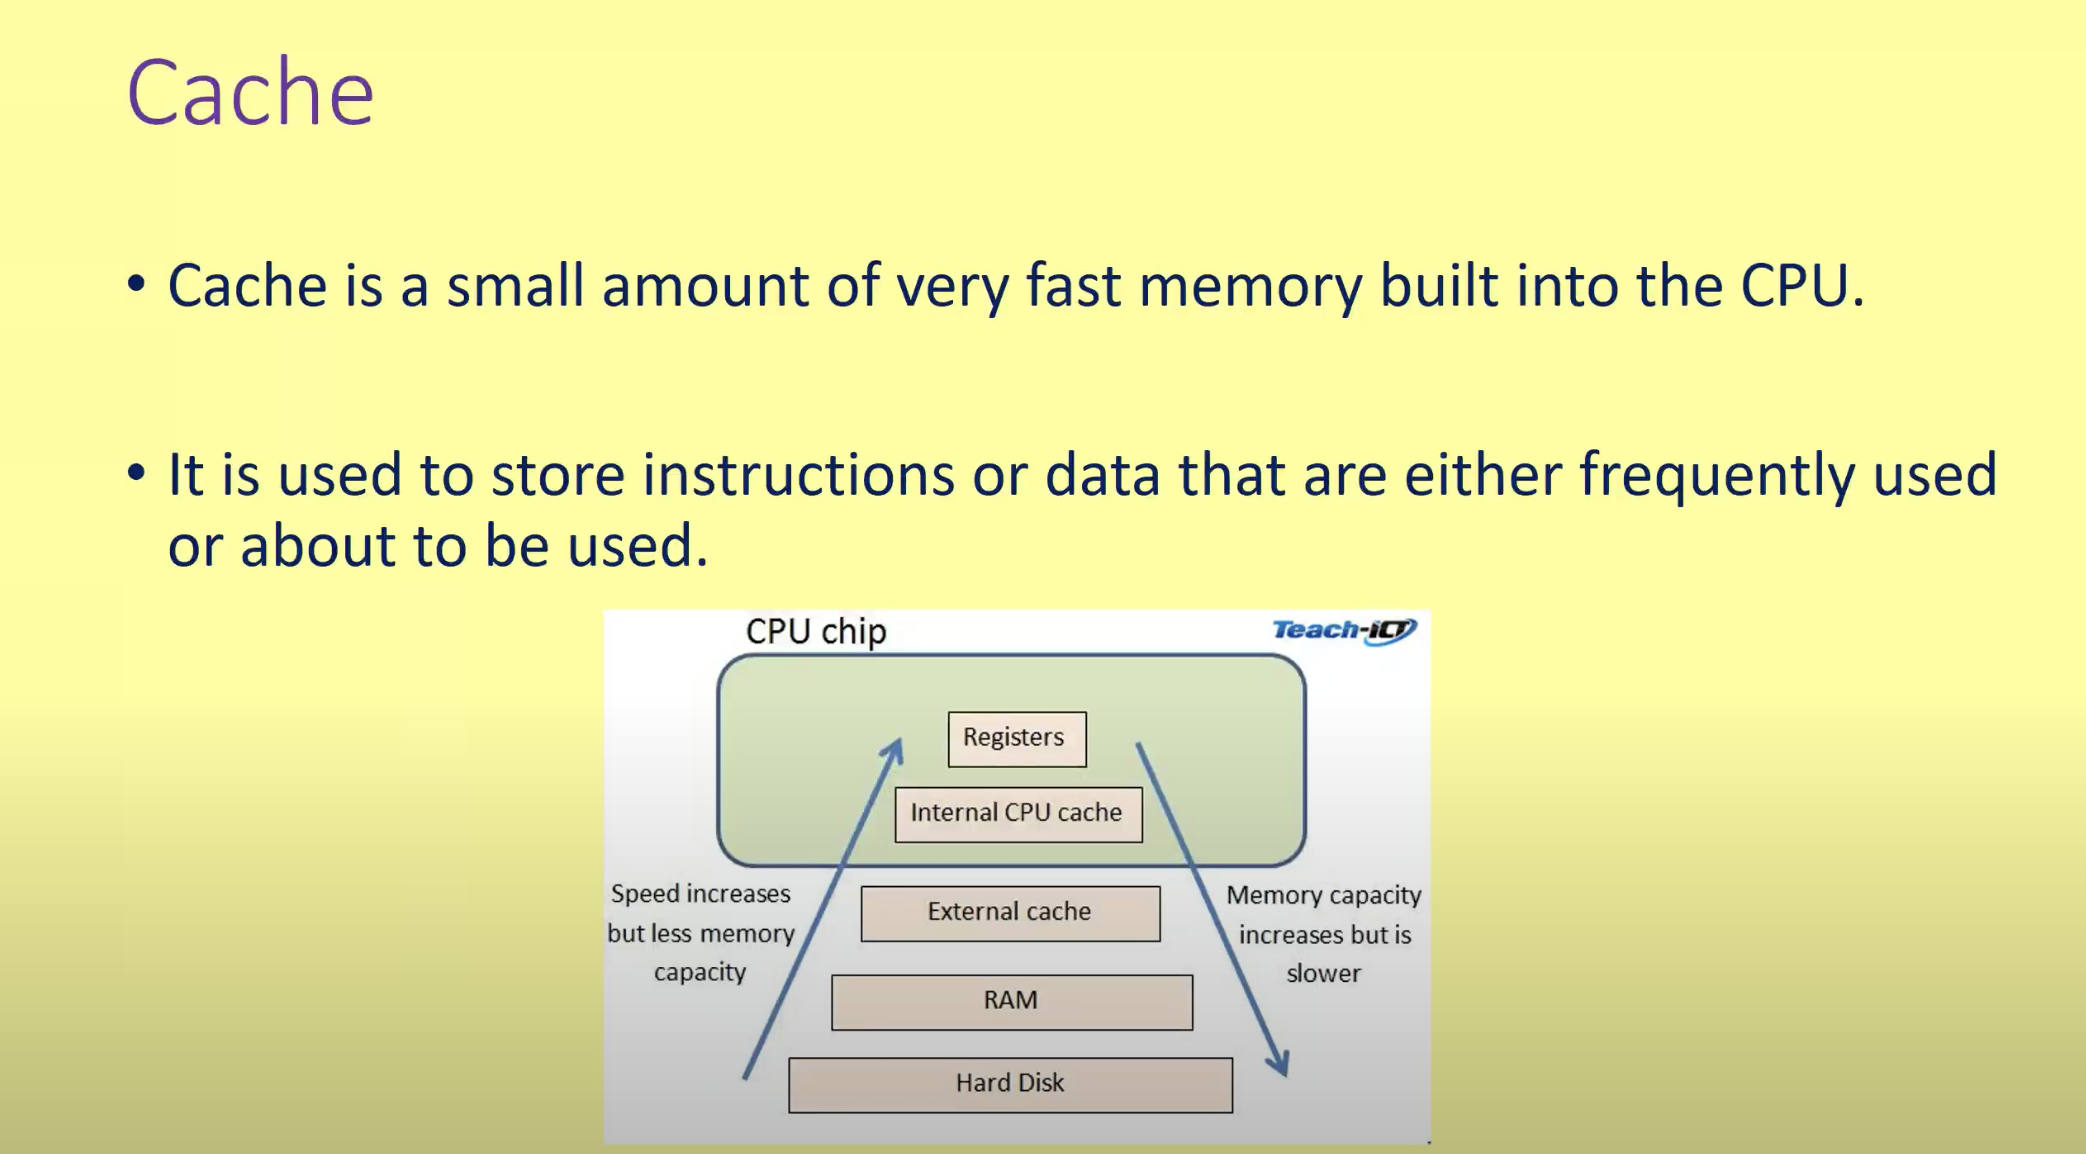 Cache
• Cache is a small amount of very fast memory built into the CPU.
• It is used to store instructions or data that are either frequently used
or about to be used.
CPU chip
Teach-iCT
Registers
Internal CPU cache
Speed increases
but less memory
capacity
External cache
Memory capacity
increases but is
slower
RAM
Hard Disk